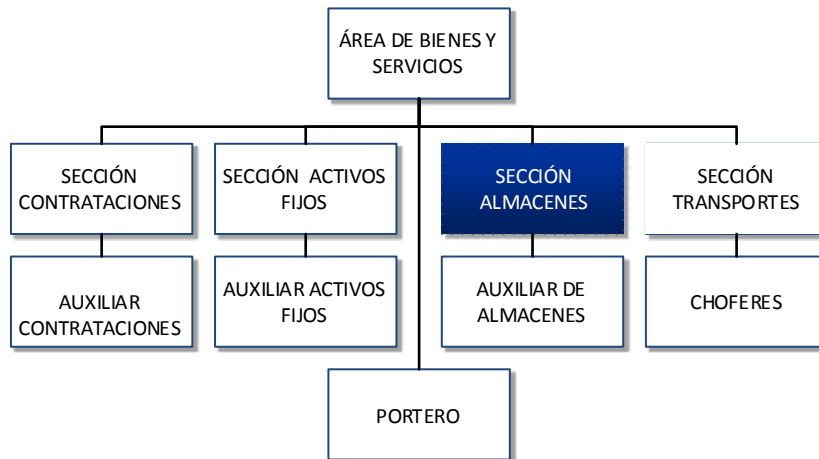 ÁREA DE BIENES Y
SERVICIOS
SECCIÓN
CONTRATACIONES
SECCIÓN ACTIVOS
FIJOS
SECCIÓN
ALMACENES
SECCIÓN
TRANSPORTES
AUXILIAR
CONTRATACIONES
AUXILIAR ACTIVOS
FIJOS
AUXILIAR DE
ALMACENES
CHOFERES
PORTERO